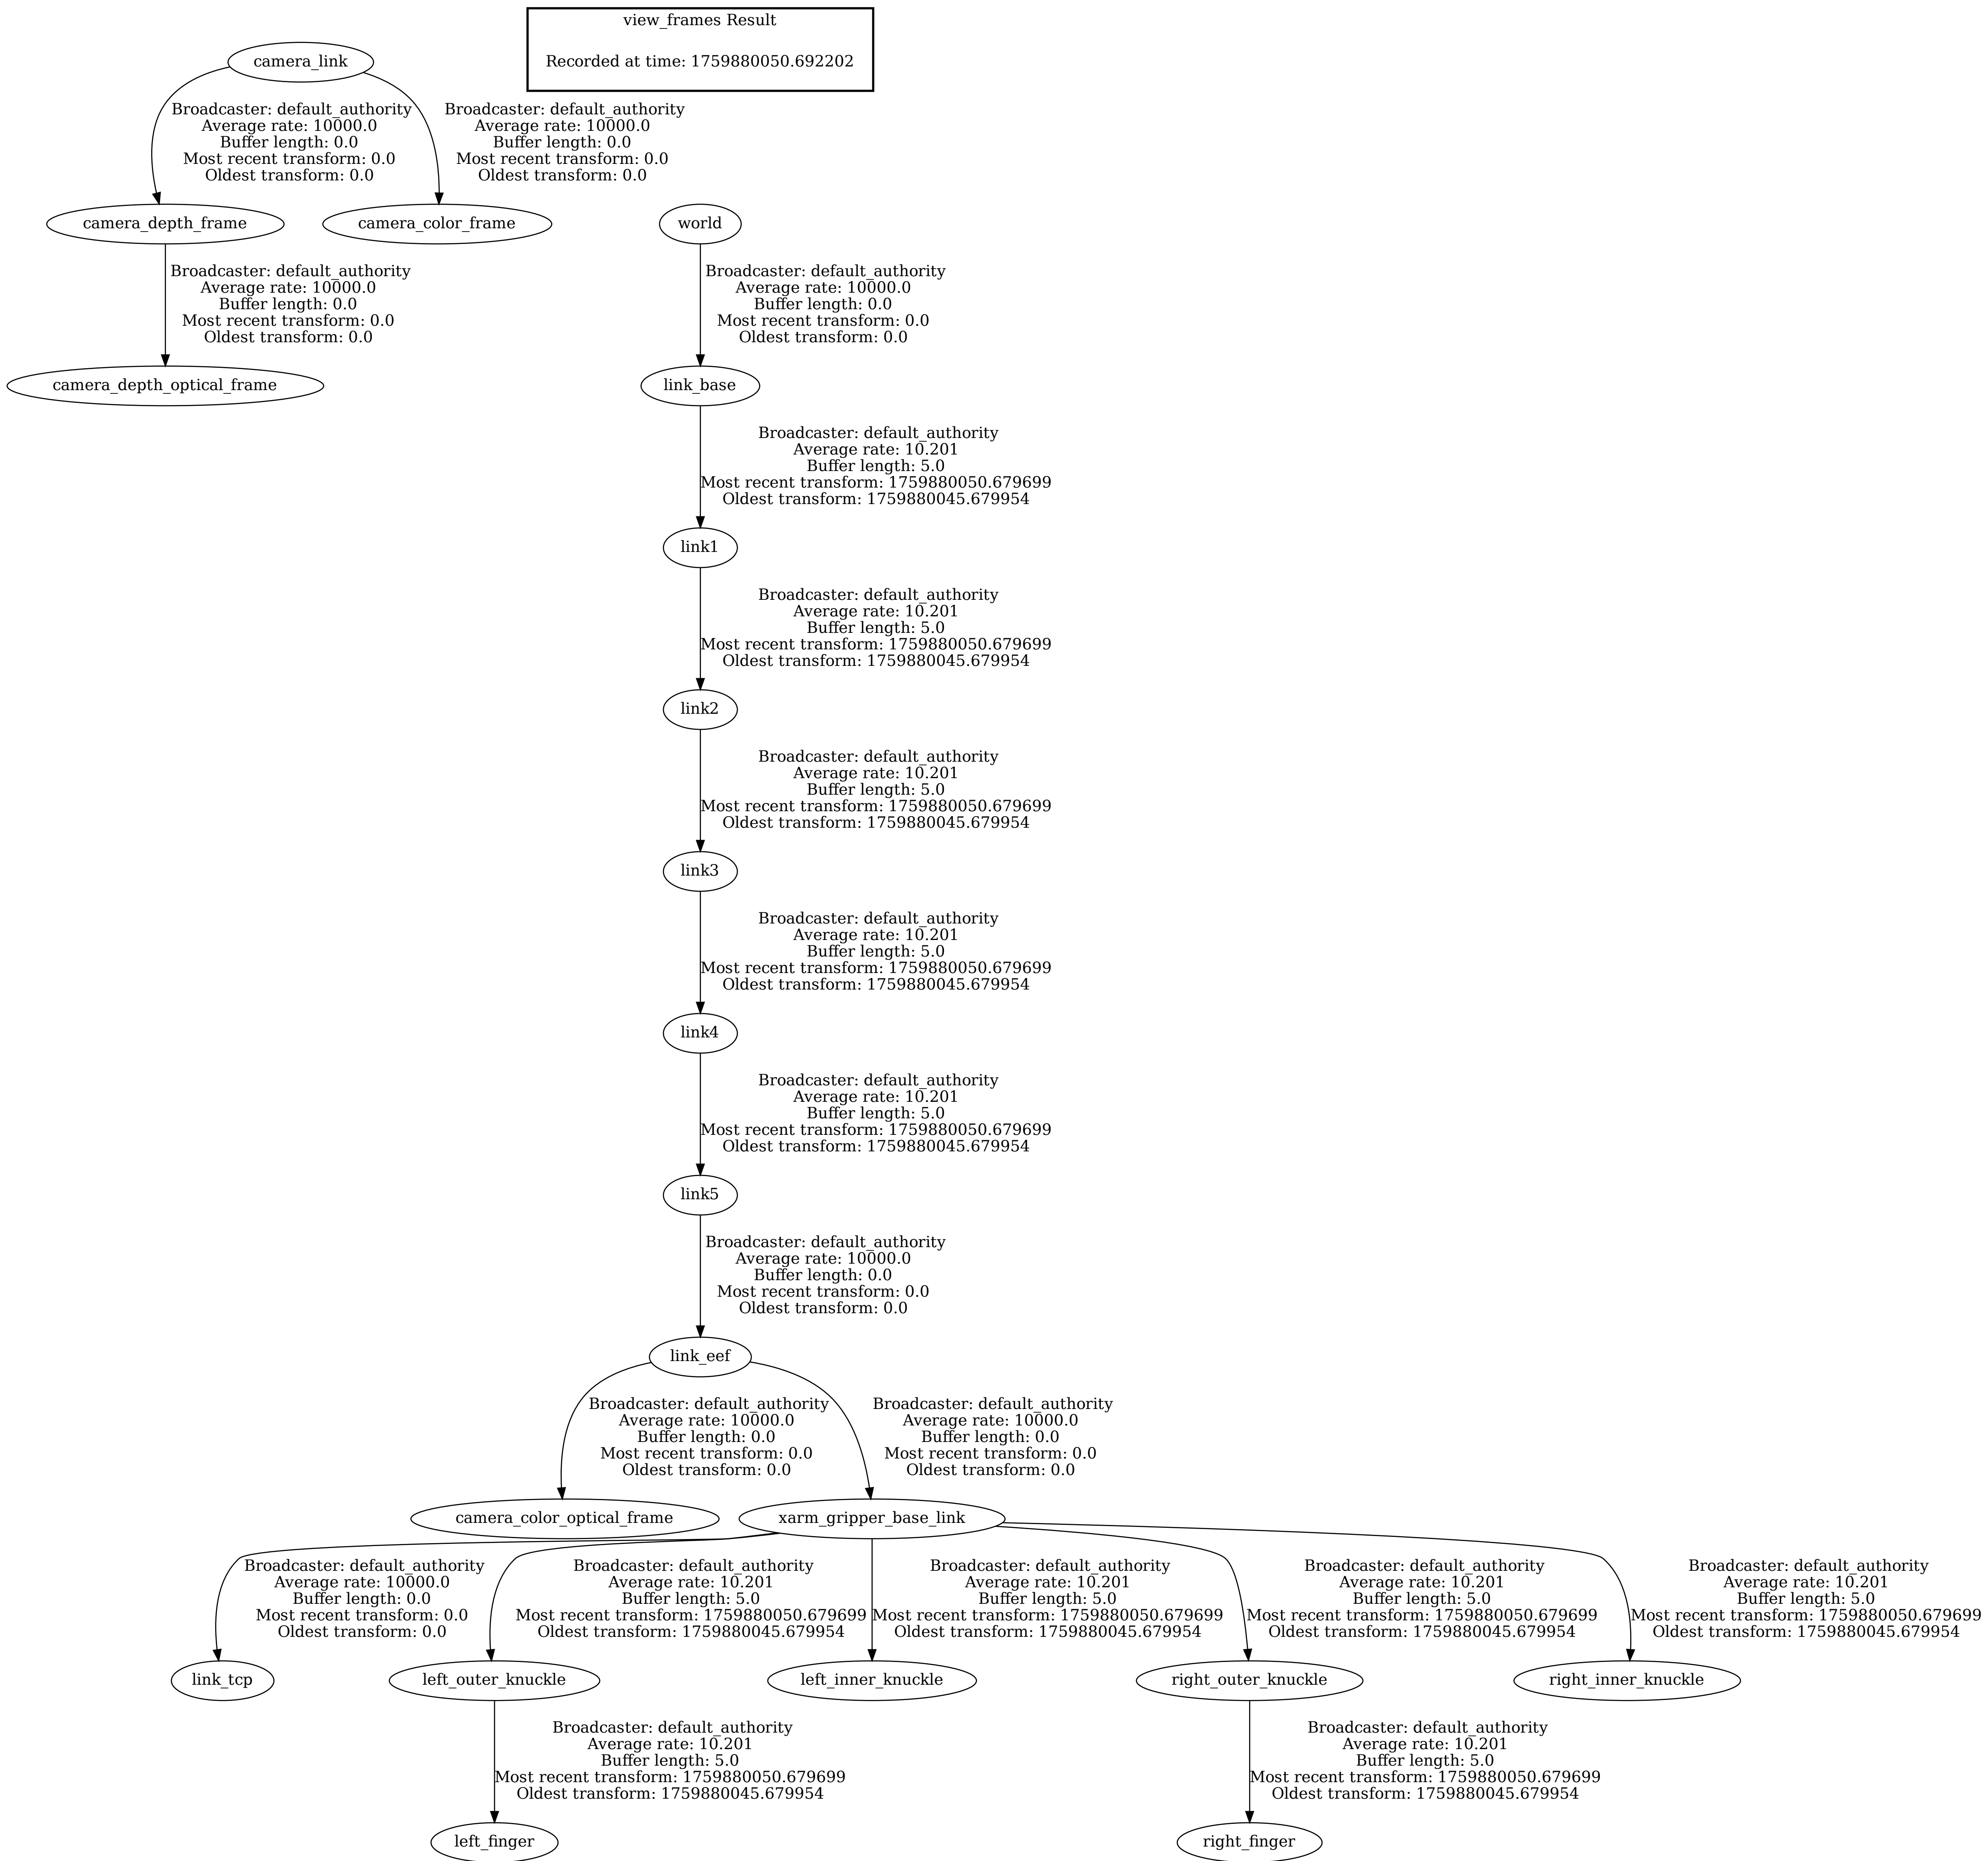 view_frames Result
Recorded at time: 1759880050.692202
camera_link
Broadcaster: default_authority
Average rate: 10000.0
Buffer length: 0.0
Most recent transform: 0.0
Oldest transform: 0.0
Broadcaster: default_authority
Average rate: 10000.0
Buffer length: 0.0
Most recent transform: 0.0
Oldest transform: 0.0
camera_depth_frame
camera_color_frame
world
Broadcaster: default_authority
Average rate: 10000.0
Buffer length: 0.0
Most recent transform: 0.0
Oldest transform: 0.0
Broadcaster: default_authority
Average rate: 10000.0
Buffer length: 0.0
Most recent transform: 0.0
Oldest transform: 0.0
camera_depth_optical_frame
link_base
Broadcaster: default_authority
Average rate: 10.201
Buffer length: 5.0
Most recent transform: 1759880050.679699
Oldest transform: 1759880045.679954
link1
Broadcaster: default_authority
Average rate: 10.201
Buffer length: 5.0
Most recent transform: 1759880050.679699
Oldest transform: 1759880045.679954
link2
Broadcaster: default_authority
Average rate: 10.201
Buffer length: 5.0
Most recent transform: 1759880050.679699
Oldest transform: 1759880045.679954
link3
Broadcaster: default_authority
Average rate: 10.201
Buffer length: 5.0
Most recent transform: 1759880050.679699
Oldest transform: 1759880045.679954
link4
Broadcaster: default_authority
Average rate: 10.201
Buffer length: 5.0
Most recent transform: 1759880050.679699
Oldest transform: 1759880045.679954
link5
Broadcaster: default_authority
Average rate: 10000.0
Buffer length: 0.0
Most recent transform: 0.0
Oldest transform: 0.0
link_eef
Broadcaster: default_authority
Average rate: 10000.0
Buffer length: 0.0
Most recent transform: 0.0
Oldest transform: 0.0
Broadcaster: default_authority
Average rate: 10000.0
Buffer length: 0.0
Most recent transform: 0.0
Oldest transform: 0.0
camera_color_optical_frame
xarm_gripper_base_link
Broadcaster: default_authority
Average rate: 10000.0
Buffer length: 0.0
Most recent transform: 0.0
Oldest transform: 0.0
Broadcaster: default_authority
Average rate: 10.201
Buffer length: 5.0
Most recent transform: 1759880050.679699
Oldest transform: 1759880045.679954
Broadcaster: default_authority
Average rate: 10.201
Buffer length: 5.0
Most recent transform: 1759880050.679699
Oldest transform: 1759880045.679954
Broadcaster: default_authority
Average rate: 10.201
Buffer length: 5.0
Most recent transform: 1759880050.679699
Oldest transform: 1759880045.679954
Broadcaster: default_authority
Average rate: 10.201
Buffer length: 5.0
Most recent transform: 1759880050.679699
Oldest transform: 1759880045.679954
link_tcp
left_outer_knuckle
left_inner_knuckle
right_outer_knuckle
right_inner_knuckle
Broadcaster: default_authority
Average rate: 10.201
Buffer length: 5.0
Most recent transform: 1759880050.679699
Oldest transform: 1759880045.679954
Broadcaster: default_authority
Average rate: 10.201
Buffer length: 5.0
Most recent transform: 1759880050.679699
Oldest transform: 1759880045.679954
left_finger
right_finger